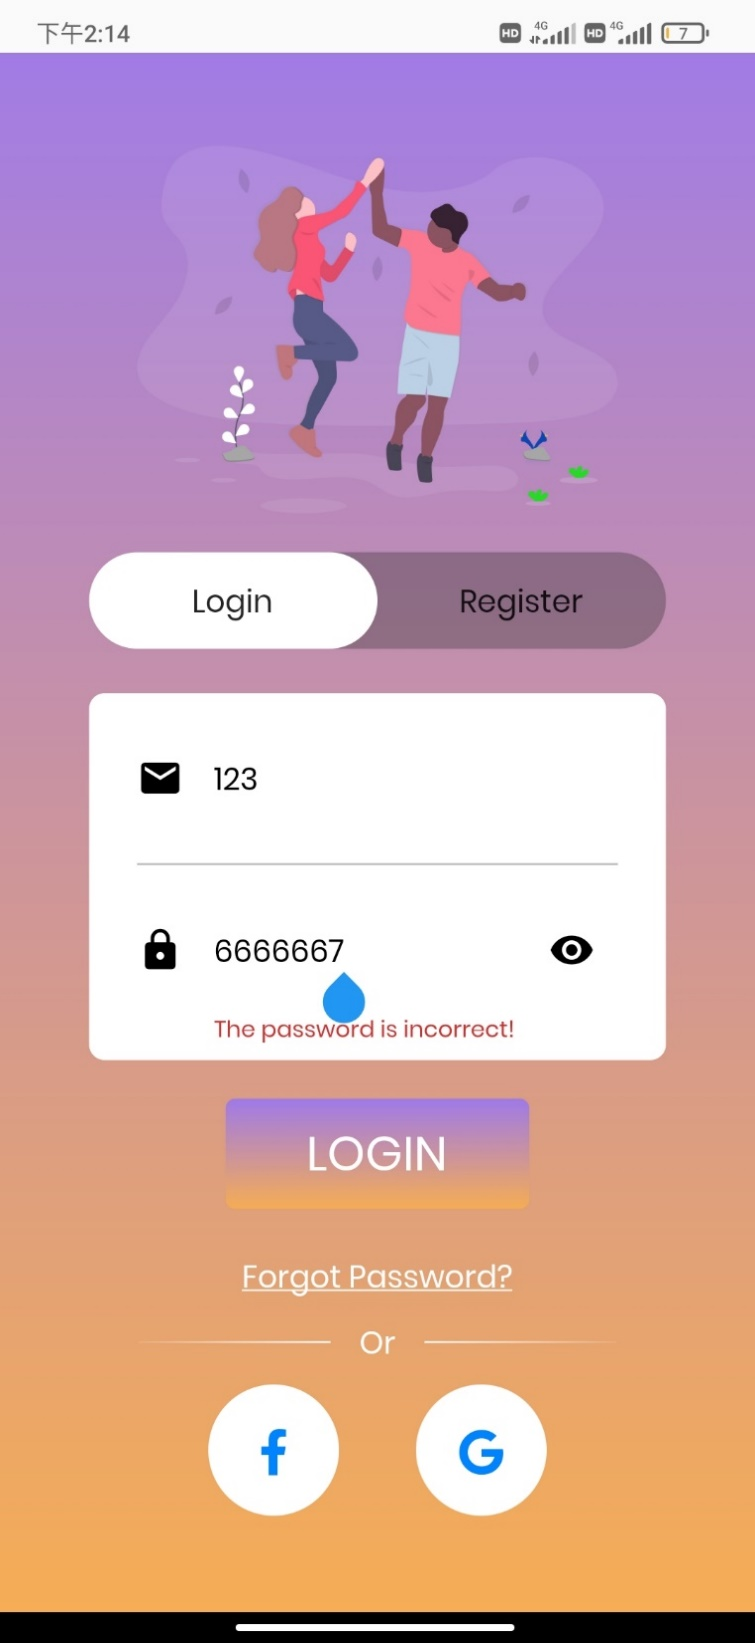 下午2:14
HD 4G HD 4G 7
Login
Register
123
6666667
The password is incorrect!
LOGIN
Forgot Password?
Or
f
G